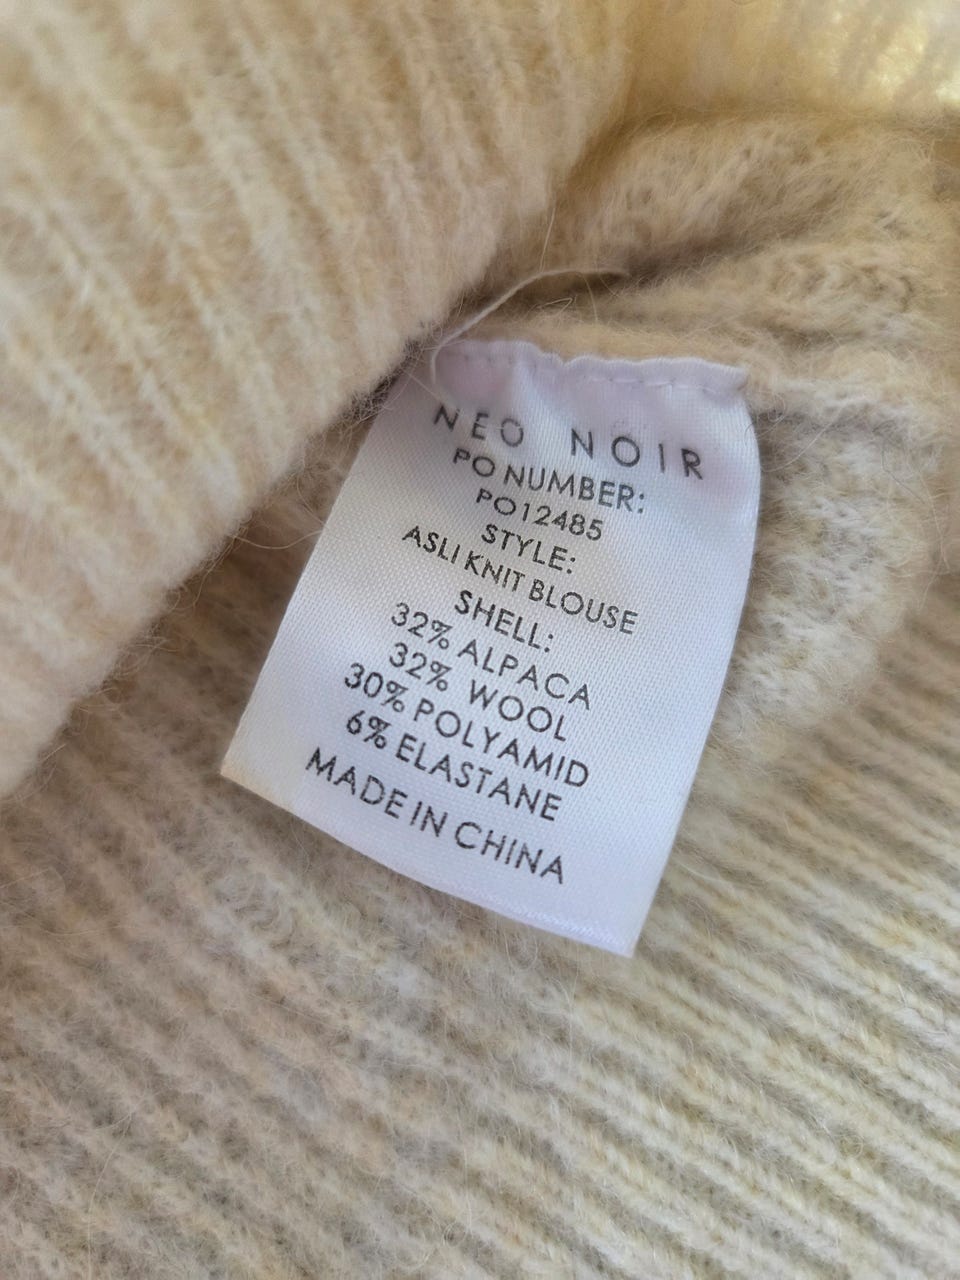 NEO NOIR
PO NUMBER:
PO12485
STYLE:
ASLI KNIT BLOUSE
SHELL:
32% ALPACA
32% WOOL
30% POLYAMID
6% ELASTANE
MADE IN CHINA